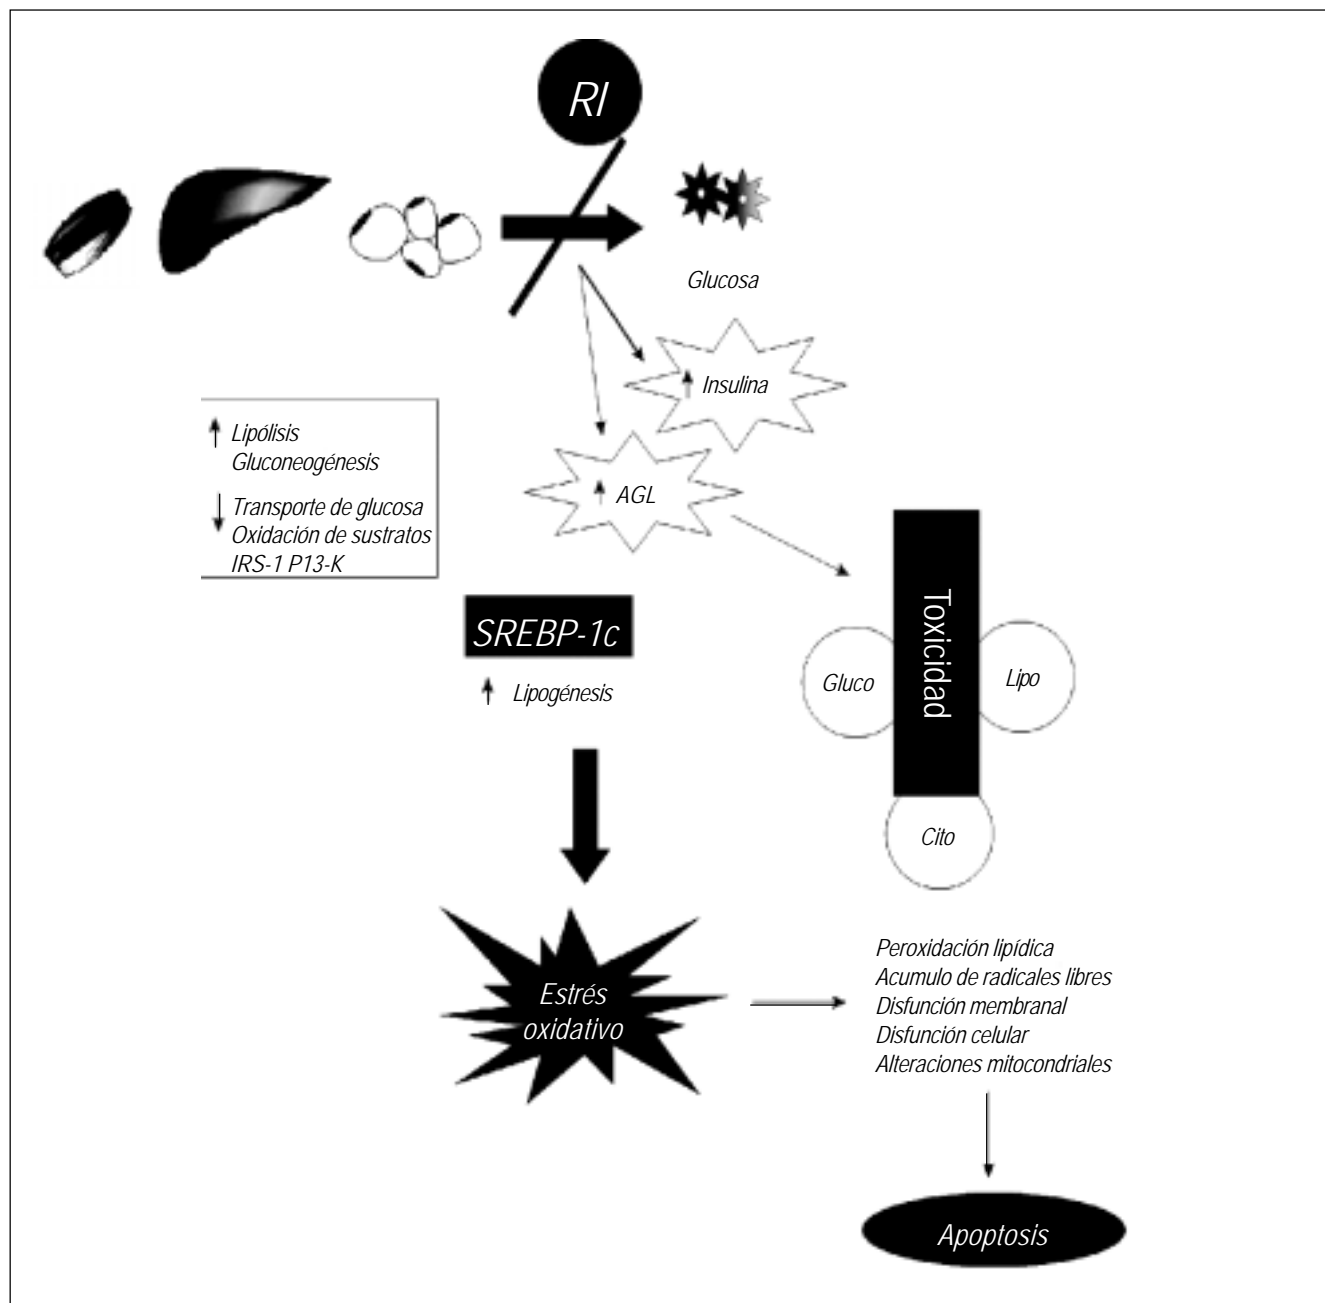 RI
Glucosa
Insulina
AGL
Lipólisis
Gluconeogénesis
Transporte de glucosa
Oxidación de sustratos
IRS-1 P13-K
SREBP-1c
Lipogénesis
Toxicidad
Gluco
Lipo
Cito
Estrés
oxidativo
Peroxidación lipídica
Acumulo de radicales libres
Disfunción membranal
Disfunción celular
Alteraciones mitocondriales
Apoptosis